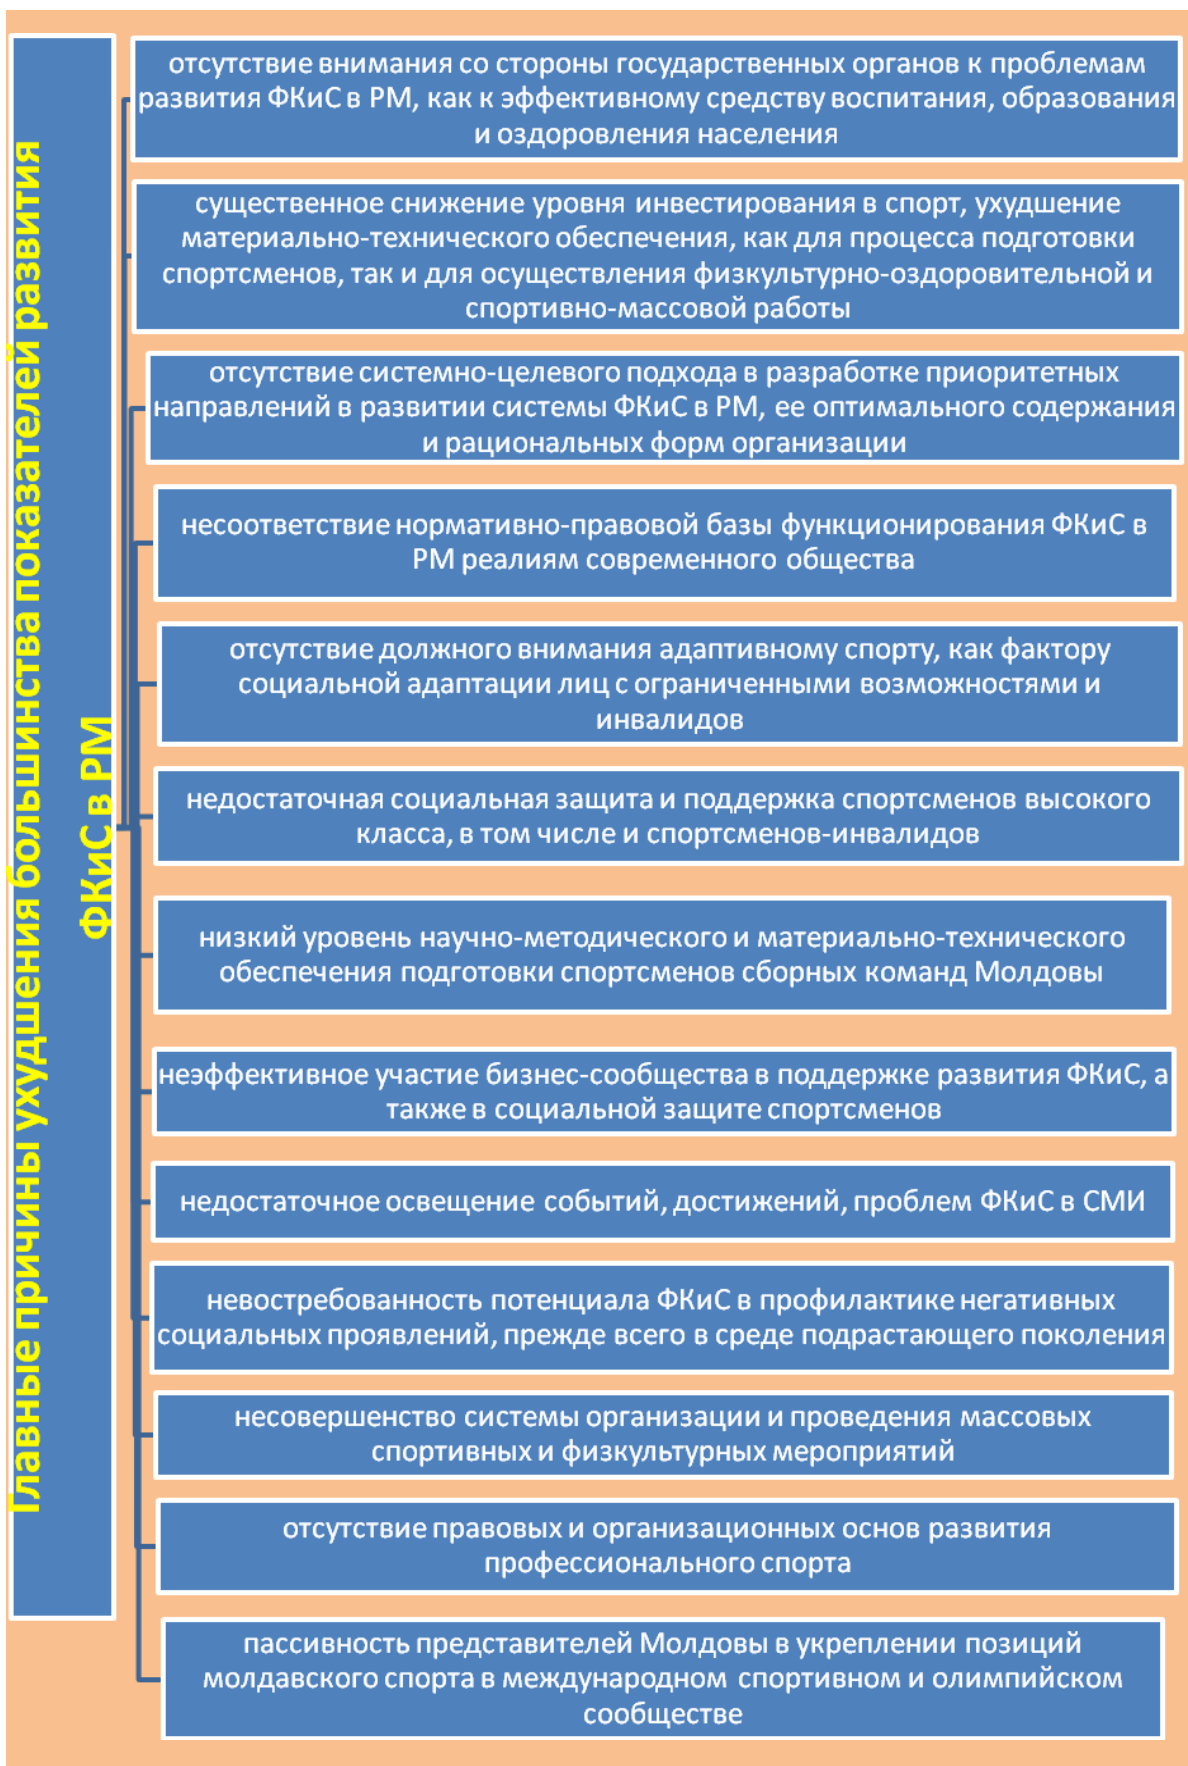 Главные причины ухудшения большинства показателей развития
ФКиС в РМ
отсутствие внимания со стороны государственных органов к проблемам
развития ФКиС в РМ, как к эффективному средству воспитания, образования
и оздоровления населения
существенное снижение уровня инвестирования в спорт, ухудшение
материально-технического обеспечения, как для процесса подготовки
спортсменов, так и для осуществления физкультурно-оздоровительной и
спортивно-массовой работы
отсутствие системно-целевого подхода в разработке приоритетных
направлений в развитии системы ФКиС в РМ, ее оптимального содержания
и рациональных форм организации
несоответствие нормативно-правовой базы функционирования ФКиС в
РМ реалиям современного общества
отсутствие должного внимания адаптивному спорту, как фактору
социальной адаптации лиц с ограниченными возможностями и
инвалидов
недостаточная социальная защита и поддержка спортсменов высокого
класса, в том числе и спортсменов-инвалидов
низкий уровень научно-методического и материально-технического
обеспечения подготовки спортсменов сборных команд Молдовы
неэффективное участие бизнес-сообщества в поддержке развития ФКиС, а
также в социальной защите спортсменов
недостаточное освещение событий, достижений, проблем ФКиС в СМИ
невостребованность потенциала ФКиС в профилактике негативных
социальных проявлений, прежде всего в среде подрастающего поколения
несовершенство системы организации и проведения массовых
спортивных и физкультурных мероприятий
отсутствие правовых и организационных основ развития
профессионального спорта
пассивность представителей Молдовы в укреплении позиций
молдавского спорта в международном спортивном и олимпийском
сообществе